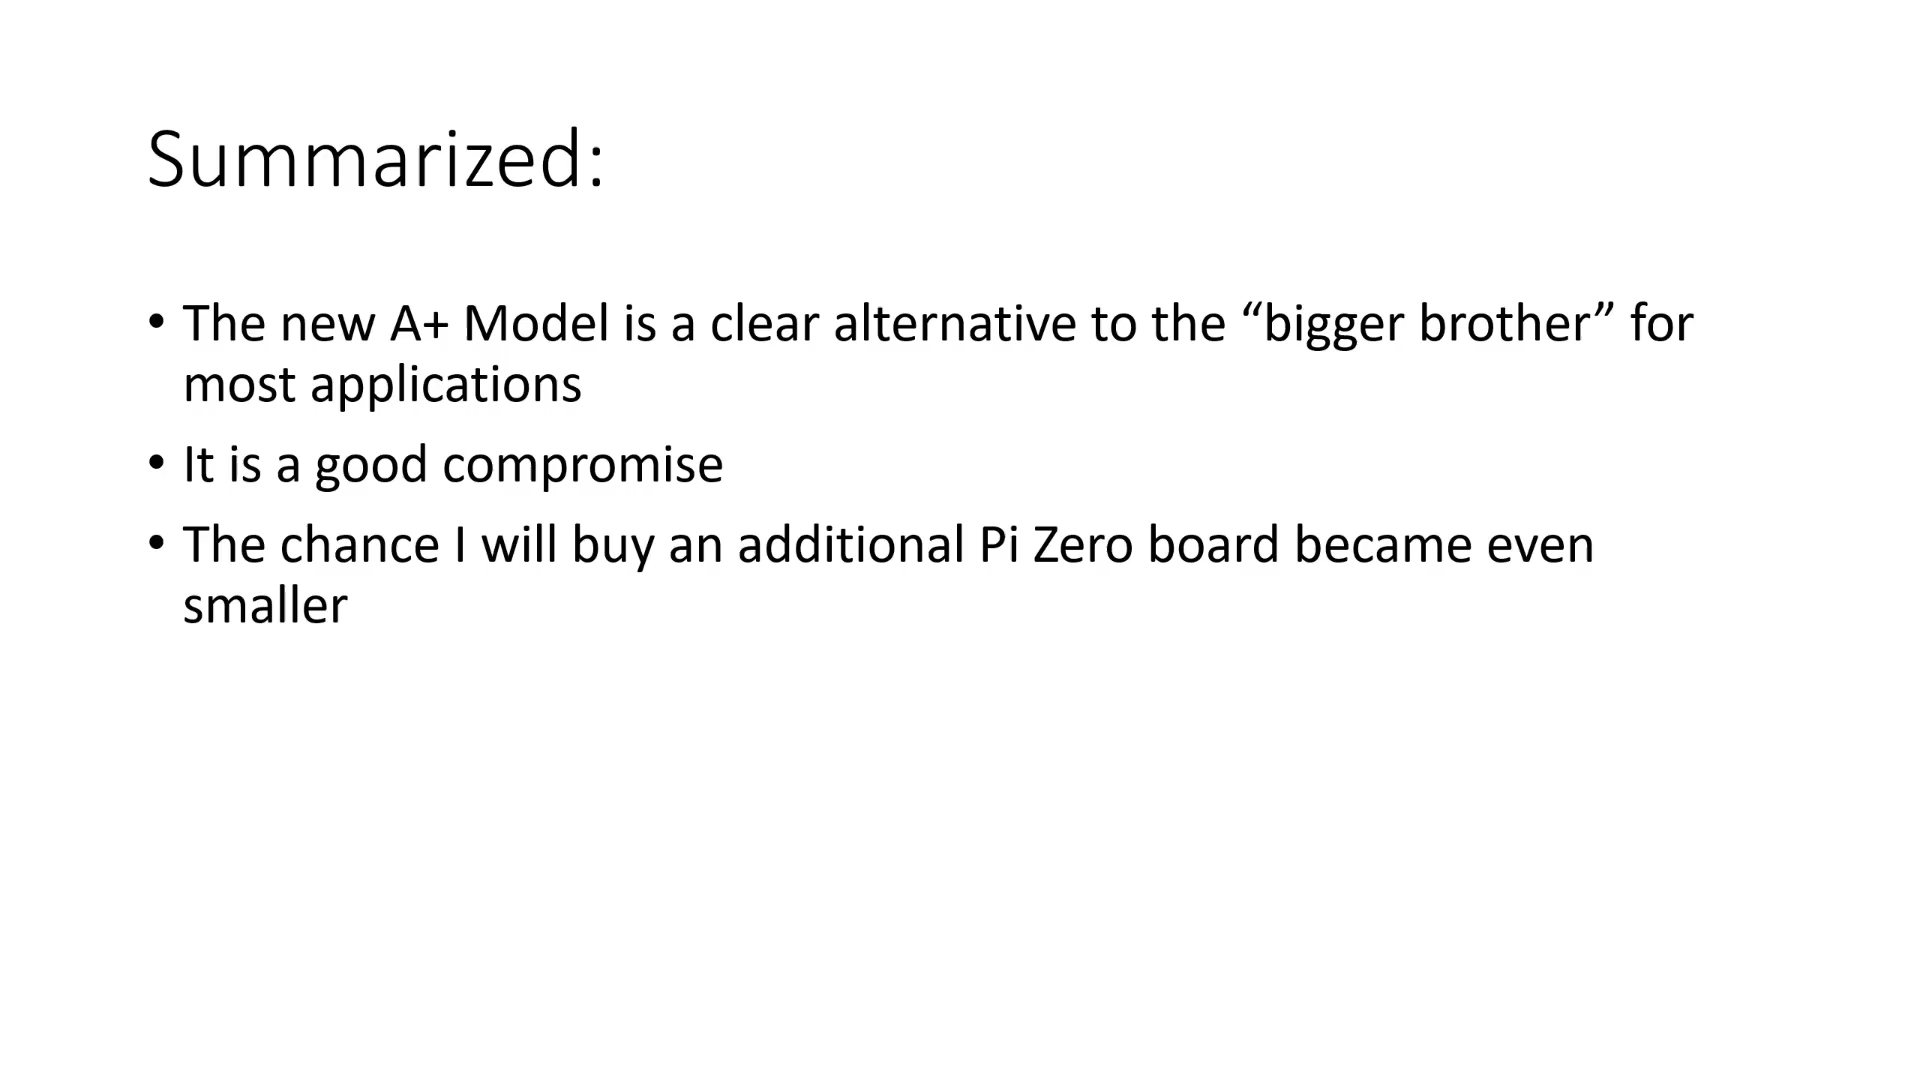 Summarized:
• The new A+ Model is a clear alternative to the “bigger brother” for
most applications
• It is a good compromise
• The chance I will buy an additional Pi Zero board became even
smaller